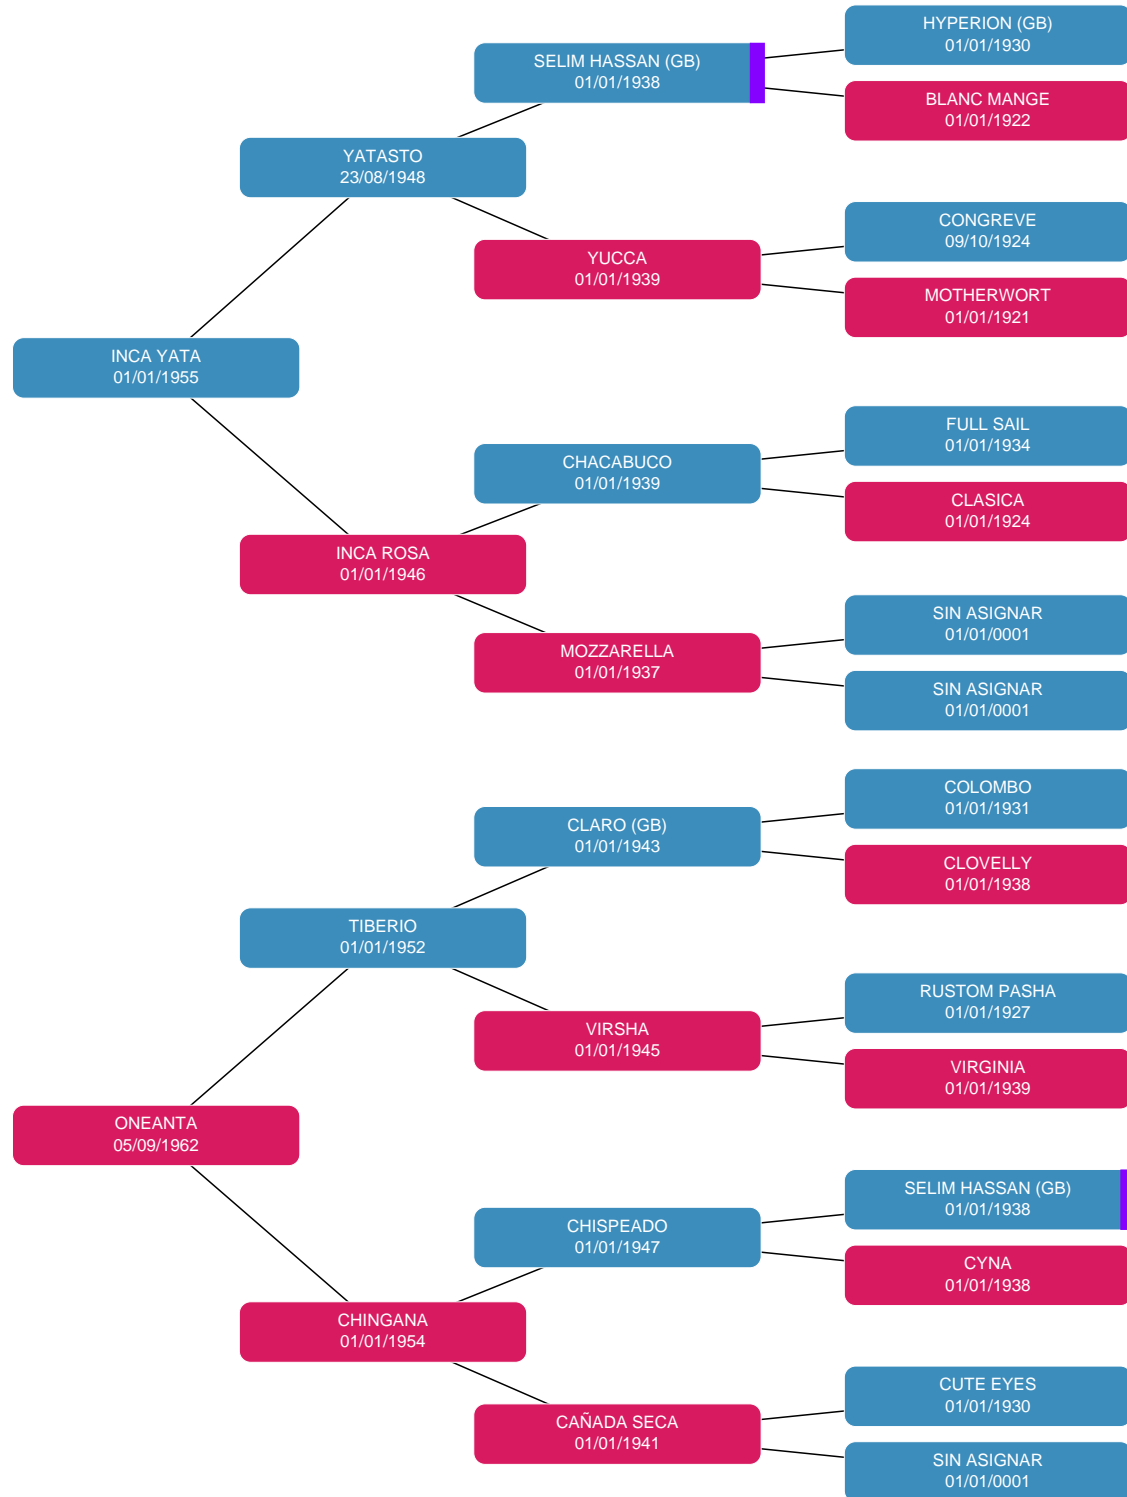 HYPERION (GB)
01/01/1930
SELIM HASSAN (GB)
01/01/1938
BLANC MANGE
01/01/1922
YATASTO
23/08/1948
CONGREVE
09/10/1924
YUCCA
01/01/1939
MOTHERWORT
01/01/1921
INCA YATA
01/01/1955
FULL SAIL
01/01/1934
CHACABUCO
01/01/1939
CLASICA
01/01/1924
INCA ROSA
01/01/1946
SIN ASIGNAR
01/01/0001
MOZZARELLA
01/01/1937
SIN ASIGNAR
01/01/0001
COLOMBO
01/01/1931
CLARO (GB)
01/01/1943
CLOVELLY
01/01/1938
TIBERIO
01/01/1952
RUSTOM PASHA
01/01/1927
VIRSHA
01/01/1945
VIRGINIA
01/01/1939
ONEANTA
05/09/1962
SELIM HASSAN (GB)
01/01/1938
CHISPEADO
01/01/1947
CYNA
01/01/1938
CHINGANA
01/01/1954
CUTE EYES
01/01/1930
CAÑADA SECA
01/01/1941
SIN ASIGNAR
01/01/0001